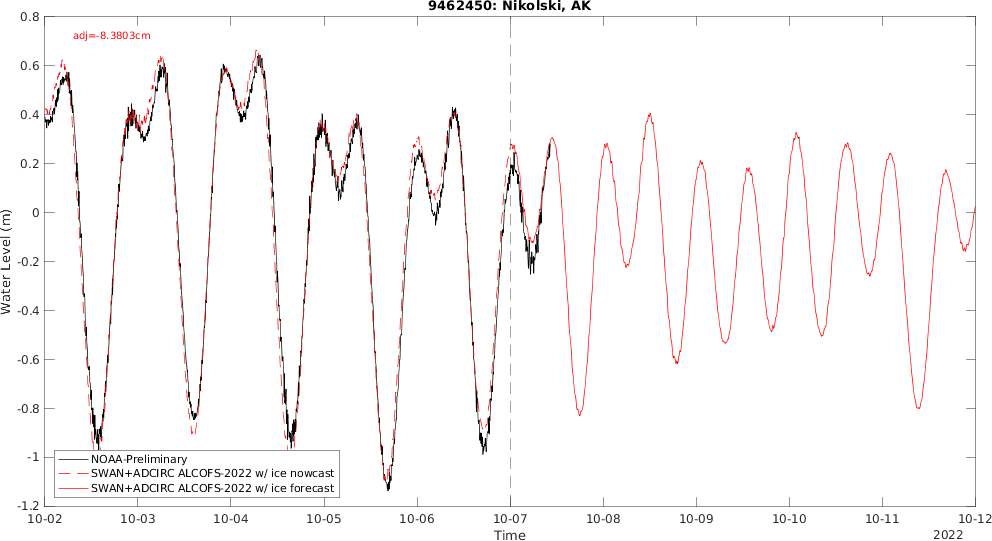 9462450: Nikolski, AK
adj=-8.3803cm
0.8
0.6
0.4
0.2
0
-0.2
-0.4
-0.6
-0.8
-1
-1.2
Water Level (m)
NOAA-Preliminary
SWAN+ADCIRC ALCOFS-2022 w/ ice nowcast
SWAN+ADCIRC ALCOFS-2022 w/ ice forecast
10-02 10-03 10-04 10-05 10-06 10-07 10-08 10-09 10-10 10-11 10-12
Time
2022